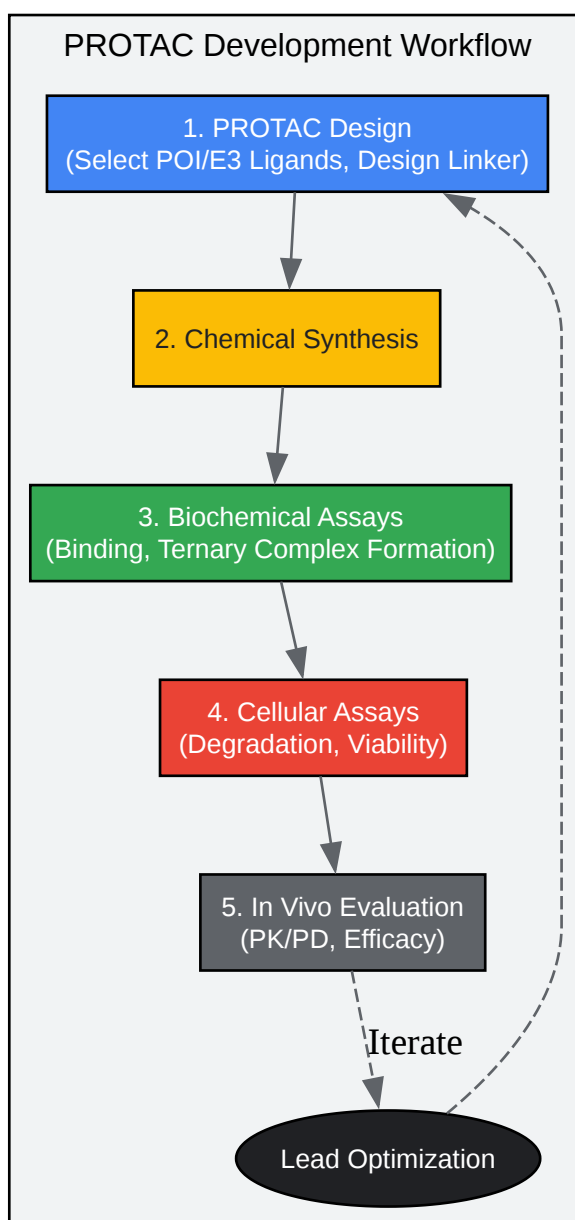 PROTAC Development Workflow
1. PROTAC Design
(Select POI/E3 Ligands, Design Linker)
2. Chemical Synthesis
3. Biochemical Assays
(Binding, Ternary Complex Formation)
4. Cellular Assays
(Degradation, Viability)
5. In Vivo Evaluation
(PK/PD, Efficacy)
Iterate
Lead Optimization